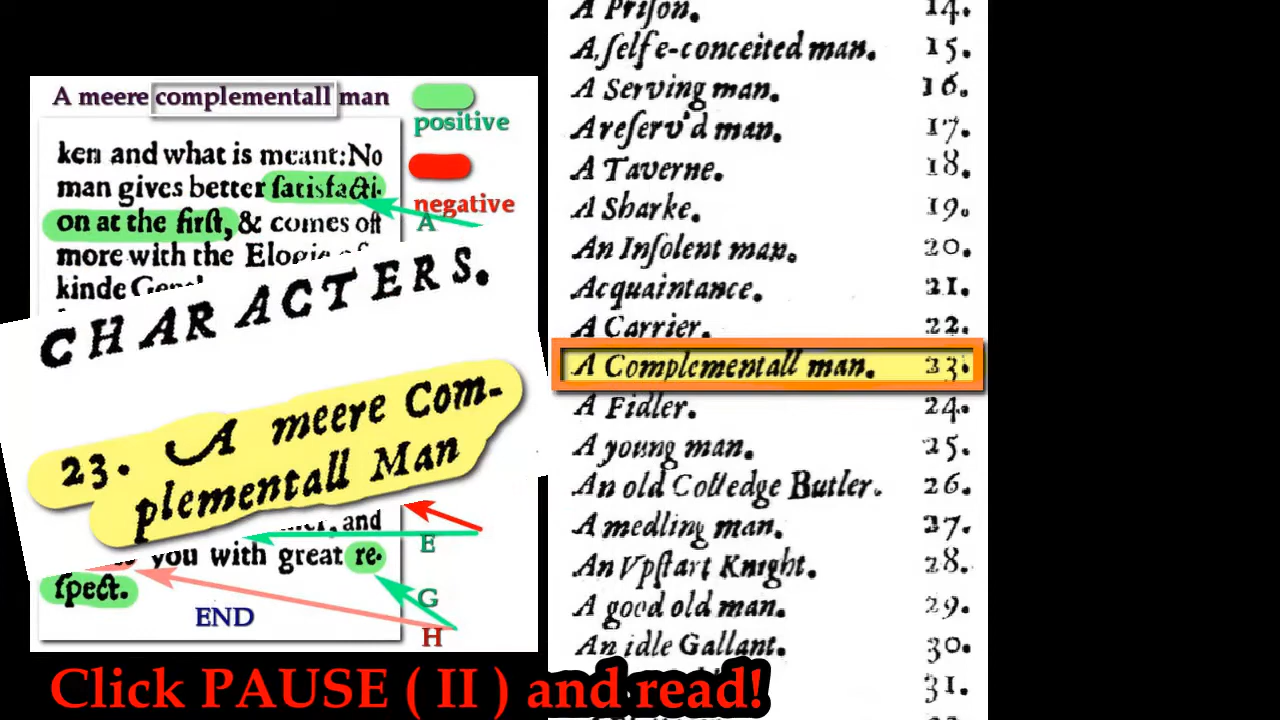 A meere complementall man
positive
negative
ken and what is meant:No
man gives better ſatisfacti-
on at the firſt, & comes off
more with the Elogie of
kinde
A
CHARACTERS.
23. A meere Com-
plementall Man
and
you with great re-
ſpect.
END
E
G
H
Click PAUSE ( II ) and read!
A Priſon. 14.
A ſelfe-conceited man. 15.
A Serving man. 16.
A reſerv'd man. 17.
A Taverne. 18.
A Sharke. 19.
An Inſolent man. 20.
Acquaintance. 21.
A Carrier. 22.
A Complementall man. 23.
A Fidler. 24.
A young man. 25.
An old Colledge Butler. 26.
A medling man. 27.
An Vpſtart Knight. 28.
A good old man. 29.
An idle Gallant. 30.
31.